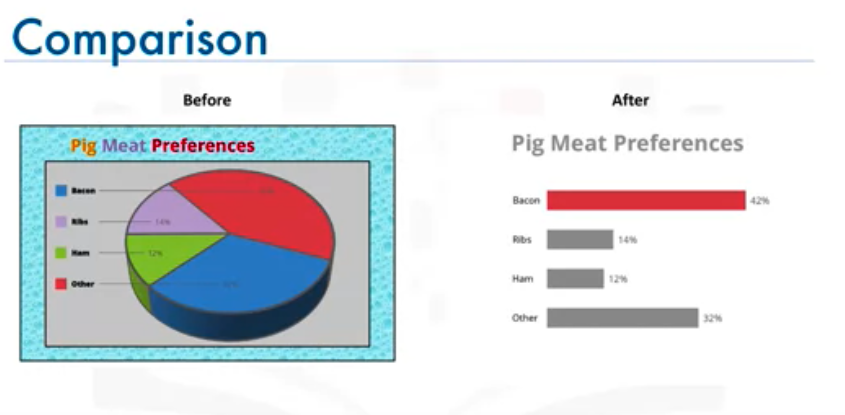 Comparison
Before
Pig Meat Preferences
Bacon
Ribs
14%
Ham
12%
Other
After
Pig Meat Preferences
Bacon
42%
Ribs
14%
Ham
12%
Other
32%